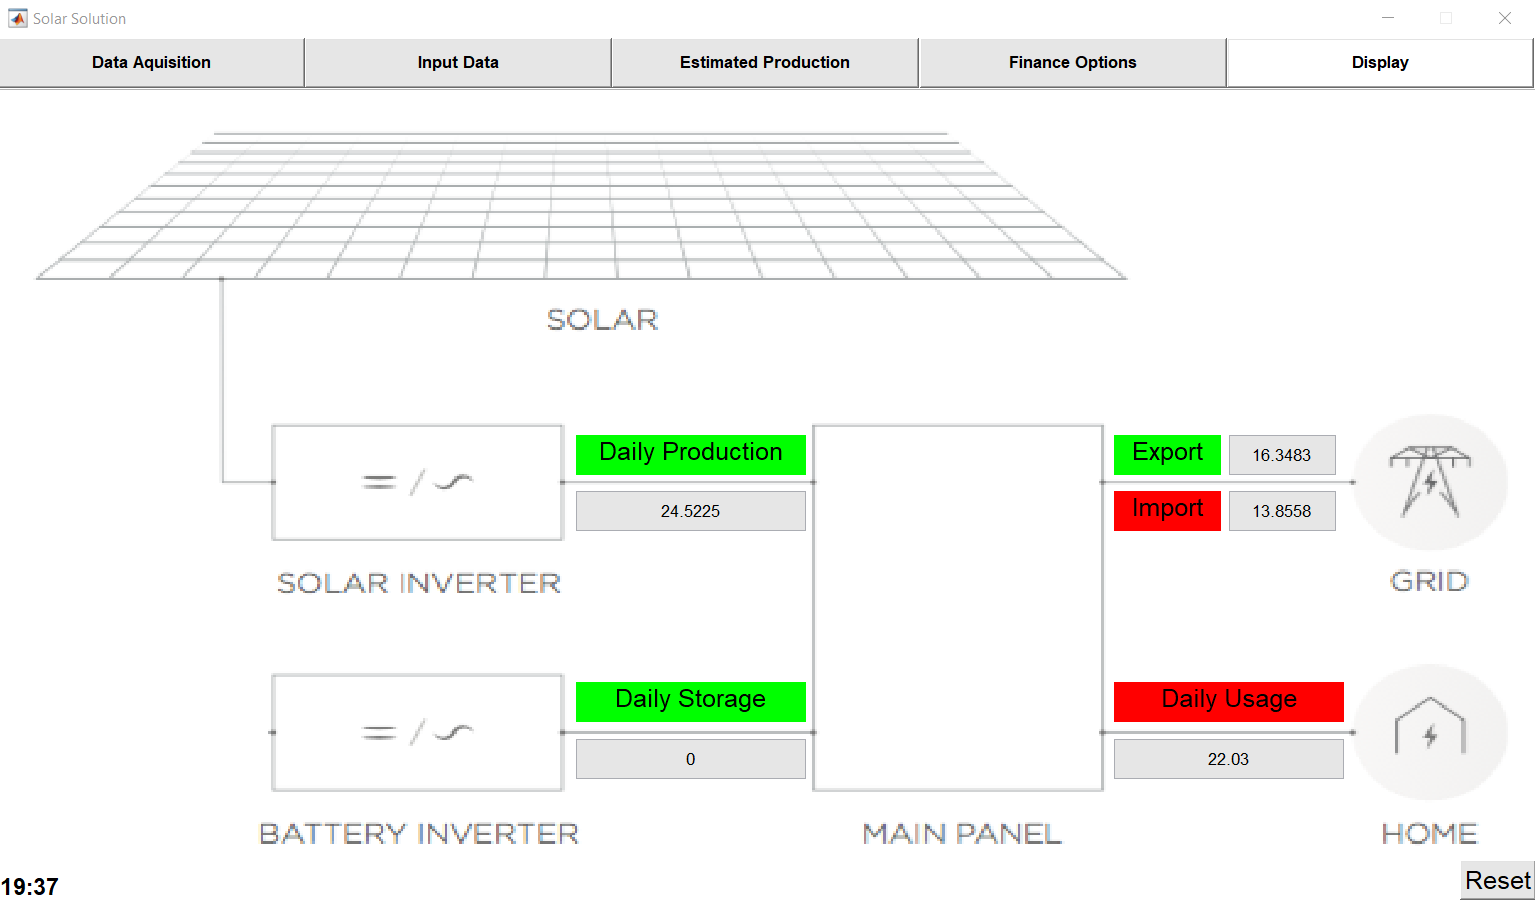 Solar Solution
Data Aquisition
Input Data
Estimated Production
Finance Options
Display
SOLAR
Daily Production
24.5225
Export 16.3483
Import 13.8558
SOLAR INVERTER
GRID
Daily Storage
0
Daily Usage
22.03
BATTERY INVERTER
MAIN PANEL
HOME
19:37
Reset